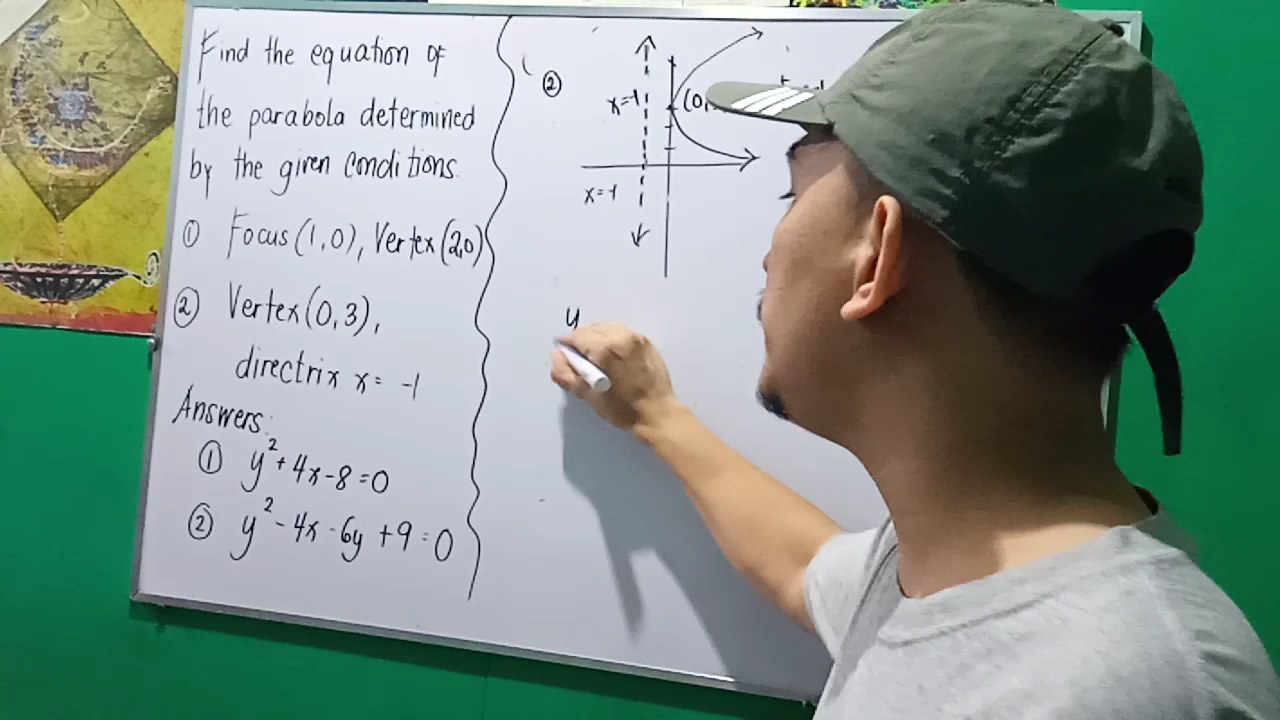 Find the equation of
the parabola determined
by the given conditions.
① Focus (1,0), Vertex (2,0)
② Vertex (0,3),
directrix x = -1
Answers:
① y² + 4x - 8 = 0
② y² - 4x - 6y + 9 = 0
②
x = -1
(0,
x = -1
y